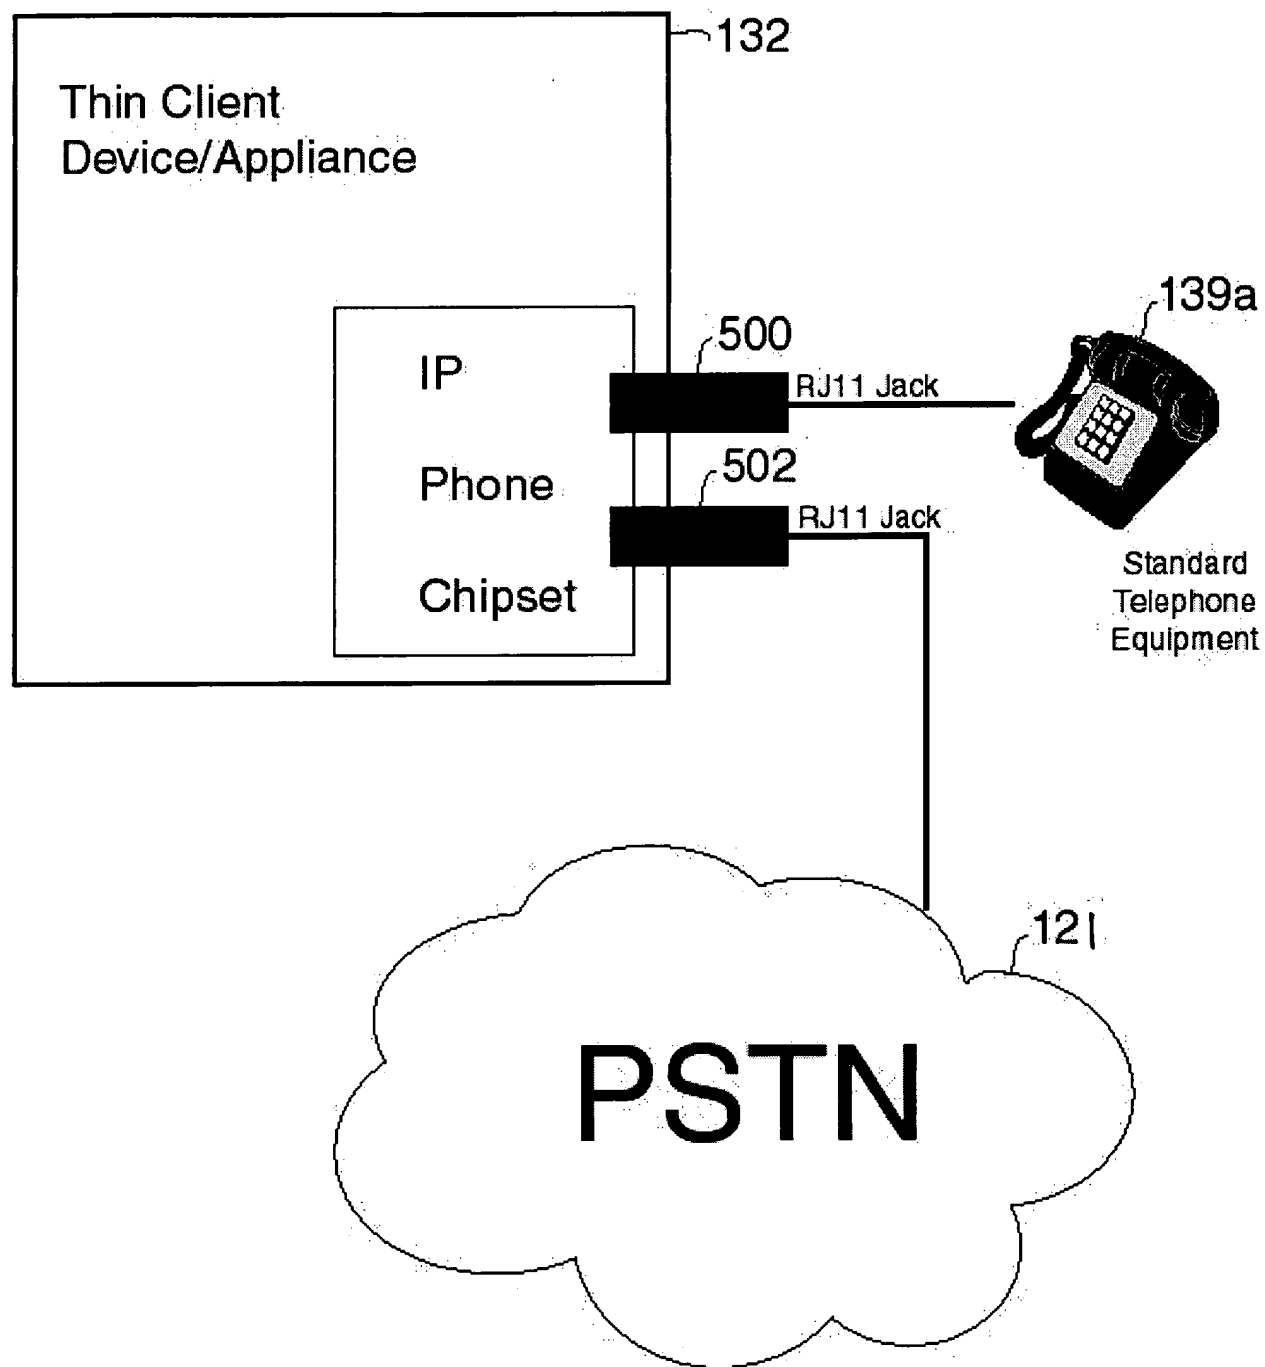 132
Thin Client
Device/Appliance
139a
500
IP
RJ11 Jack
502
Phone
RJ11 Jack
Standard
Telephone
Equipment
Chipset
121
PSTN